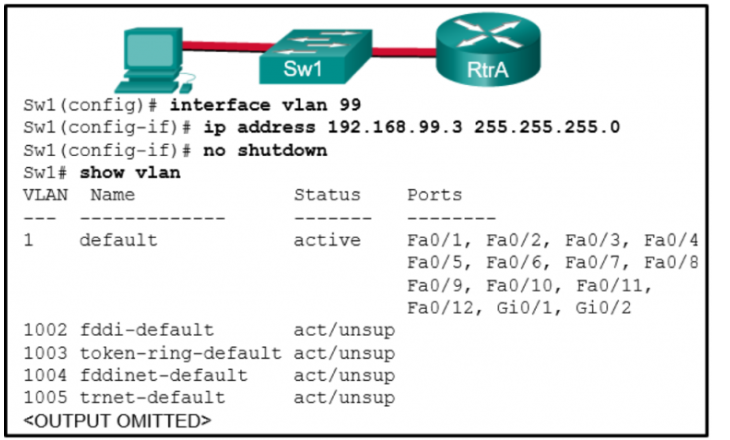 Sw1
RtrA
Sw1(config)# interface vlan 99
Sw1(config-if)# ip address 192.168.99.3 255.255.255.0
Sw1(config-if)# no shutdown
Sw1# show vlan
VLAN Name Status Ports
--- ------------- ------- --------
1 default active Fa0/1, Fa0/2, Fa0/3, Fa0/4
Fa0/5, Fa0/6, Fa0/7, Fa0/8
Fa0/9, Fa0/10, Fa0/11,
Fa0/12, Gi0/1, Gi0/2
1002 fddi-default act/unsup
1003 token-ring-default act/unsup
1004 fddinet-default act/unsup
1005 trnet-default act/unsup
<OUTPUT OMITTED>